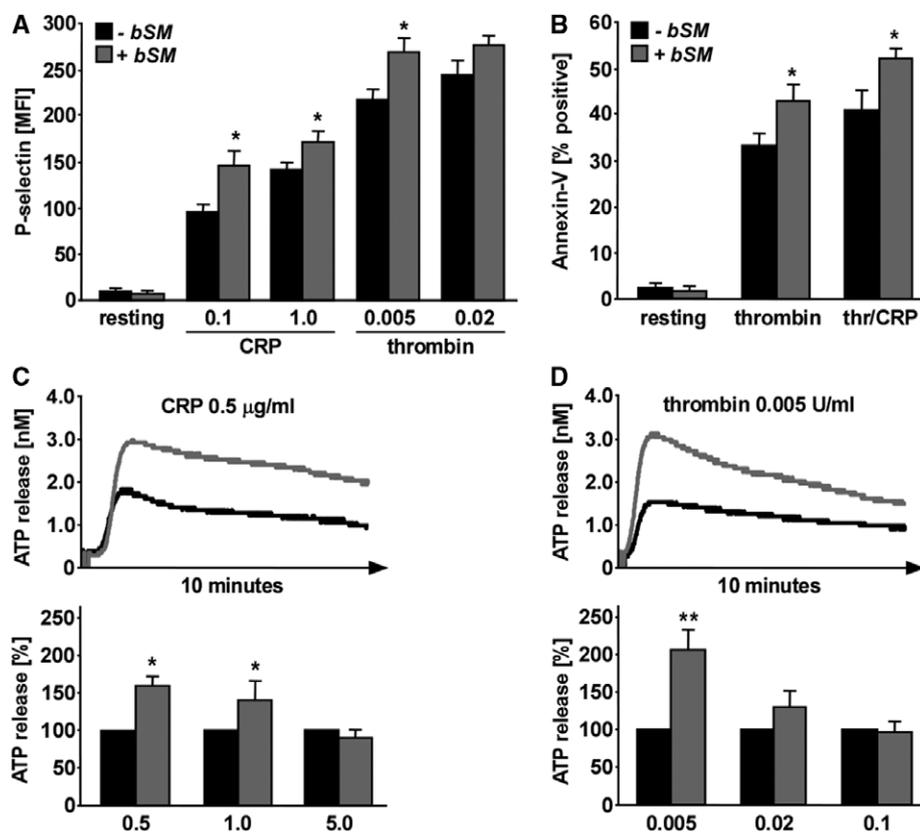 A
P-selectin [MFI]
300
250
200
150
100
50
0
- bSM
+ bSM
*
*
*
resting
0.1
1.0
0.005
0.02
CRP
thrombin
B
Annexin-V [% positive]
60
50
40
30
20
10
0
- bSM
+ bSM
*
*
resting
thrombin
thr/CRP
C
ATP release [nM]
4.0
3.0
2.0
1.0
0
CRP 0.5 µg/ml
10 minutes
ATP release [%]
250
200
150
100
50
0
*
*
0.5
1.0
5.0
D
ATP release [nM]
4.0
3.0
2.0
1.0
0
thrombin 0.005 U/ml
10 minutes
ATP release [%]
250
200
150
100
50
0
**
0.005
0.02
0.1